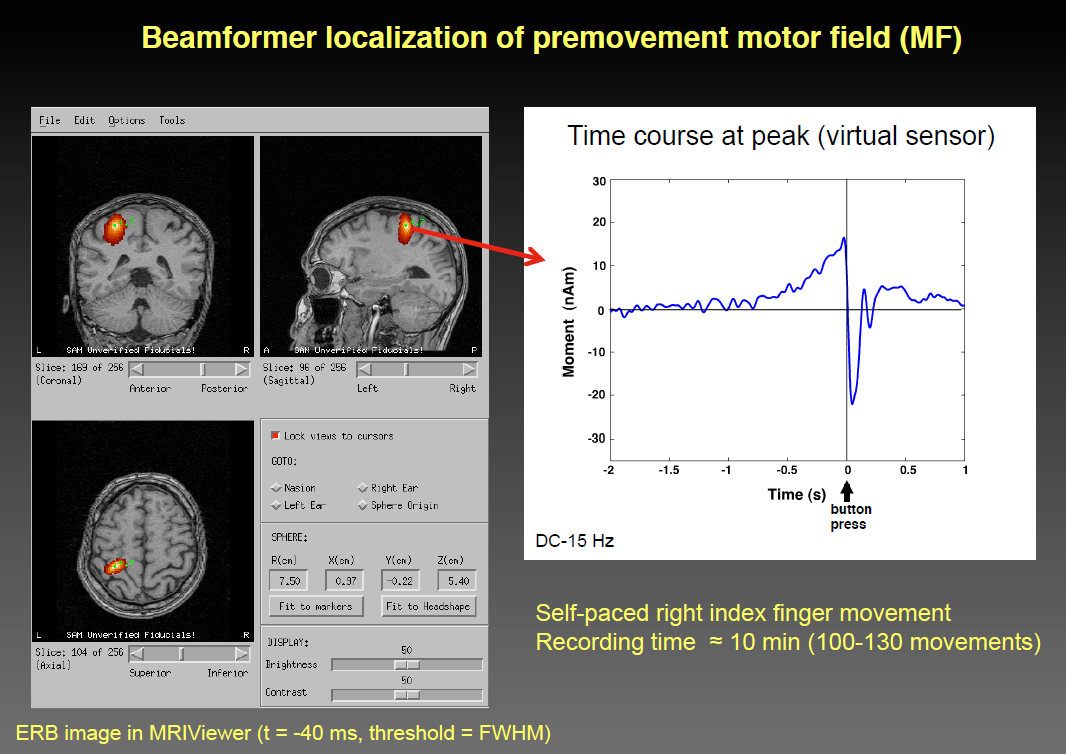 Beamformer localization of premovement motor field (MF)
File Edit Options Tools
L SAM Unverified Fiducials! R
A SAM Unverified Fiducials! P
Slice: 169 of 256
(Coronal)
Anterior Posterior
Slice: 96 of 256
(Sagittal)
Left Right
L SAM Unverified Fiducials! R
Slice: 104 of 256
(Axial)
Superior Inferior
Lock views to cursors
GOTO:
Nasion Right Ear
Left Ear Sphere Origin
SPHERE:
R(cm) X(cm) Y(cm) Z(cm)
7.50 0.97 -0.22 5.40
Fit to markers Fit to Headshape
DISPLAY:
50
Brightness
50
Contrast
Time course at peak (virtual sensor)
Moment (nAm)
30
20
10
0
-10
-20
-30
-2 -1.5 -1 -0.5 0 0.5 1
Time (s)
button
press
DC-15 Hz
Self-paced right index finger movement
Recording time ≈ 10 min (100-130 movements)
ERB image in MRIViewer (t = -40 ms, threshold = FWHM)